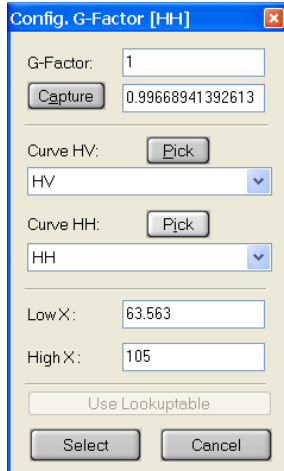 Config. G-Factor [HH]
G-Factor: 1
Capture 0.99668941392613
Curve HV: Pick
HV
Curve HH: Pick
HH
Low X: 63.563
High X: 105
Use Lookuptable
Select Cancel